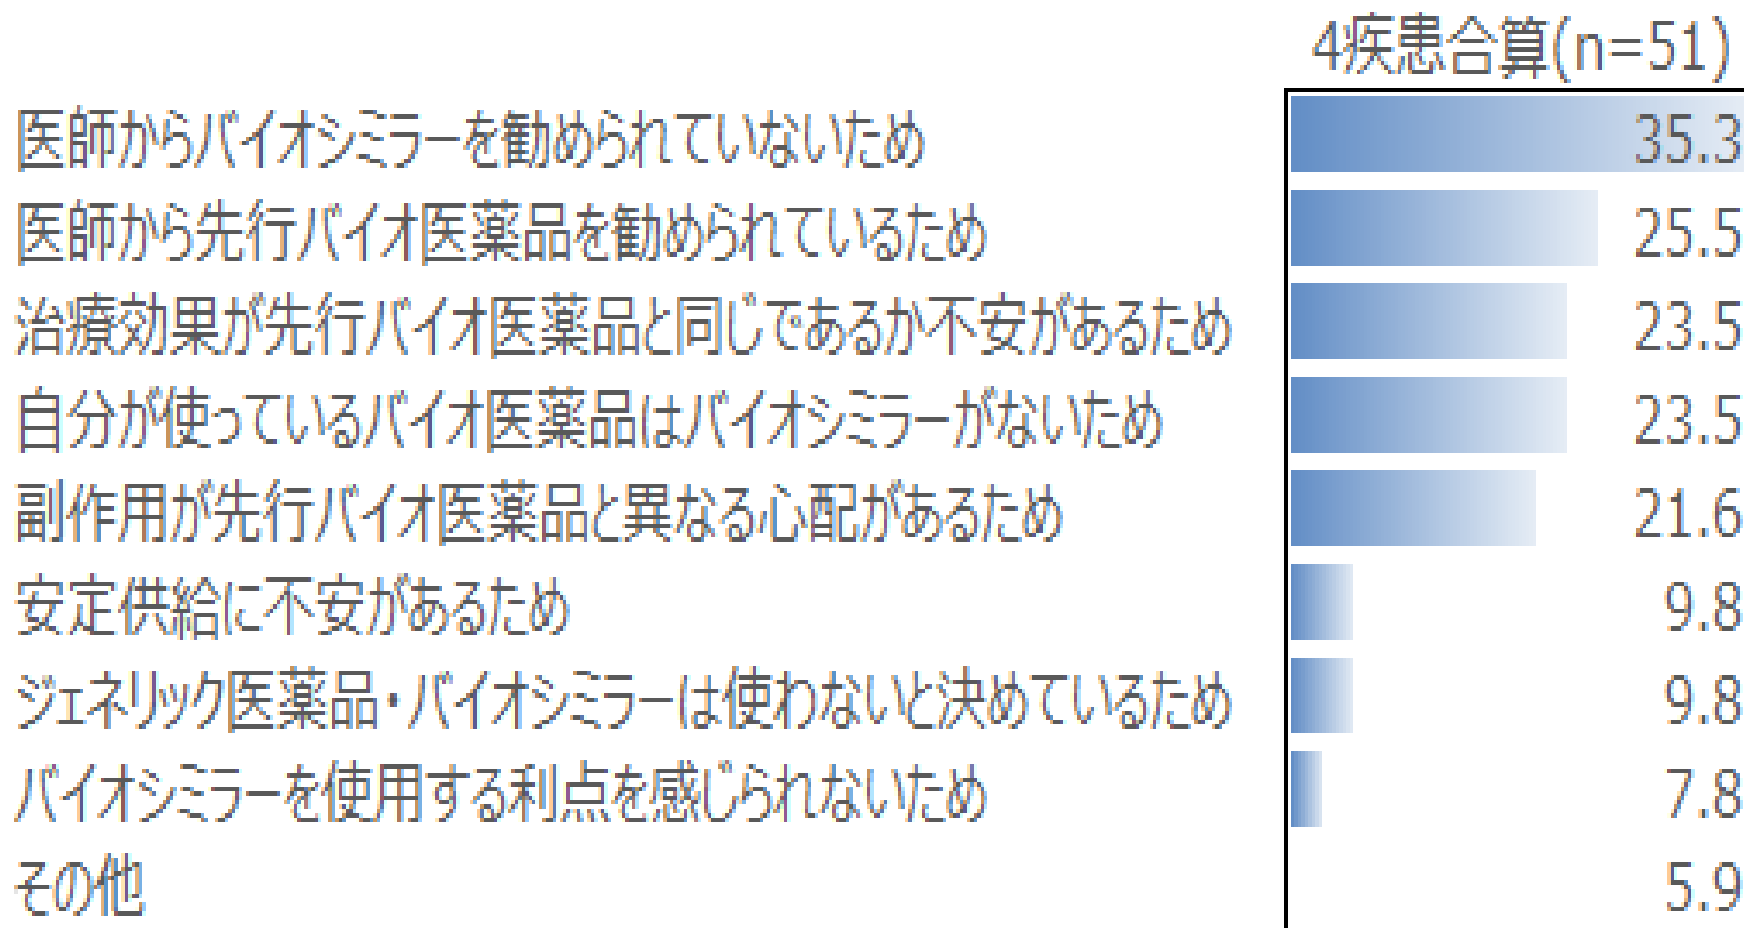 4疾患合算(n=51)
医師からバイオシミラーを勧められていないため 35.3
医師から先行バイオ医薬品を勧められているため 25.5
治療効果が先行バイオ医薬品と同じであるか不安があるため 23.5
自分が使っているバイオ医薬品はバイオシミラーがないため 23.5
副作用が先行バイオ医薬品と異なる心配があるため 21.6
安定供給に不安があるため 9.8
ジェネリック医薬品・バイオシミラーは使わないと決めているため 9.8
バイオシミラーを使用する利点を感じられないため 7.8
その他 5.9